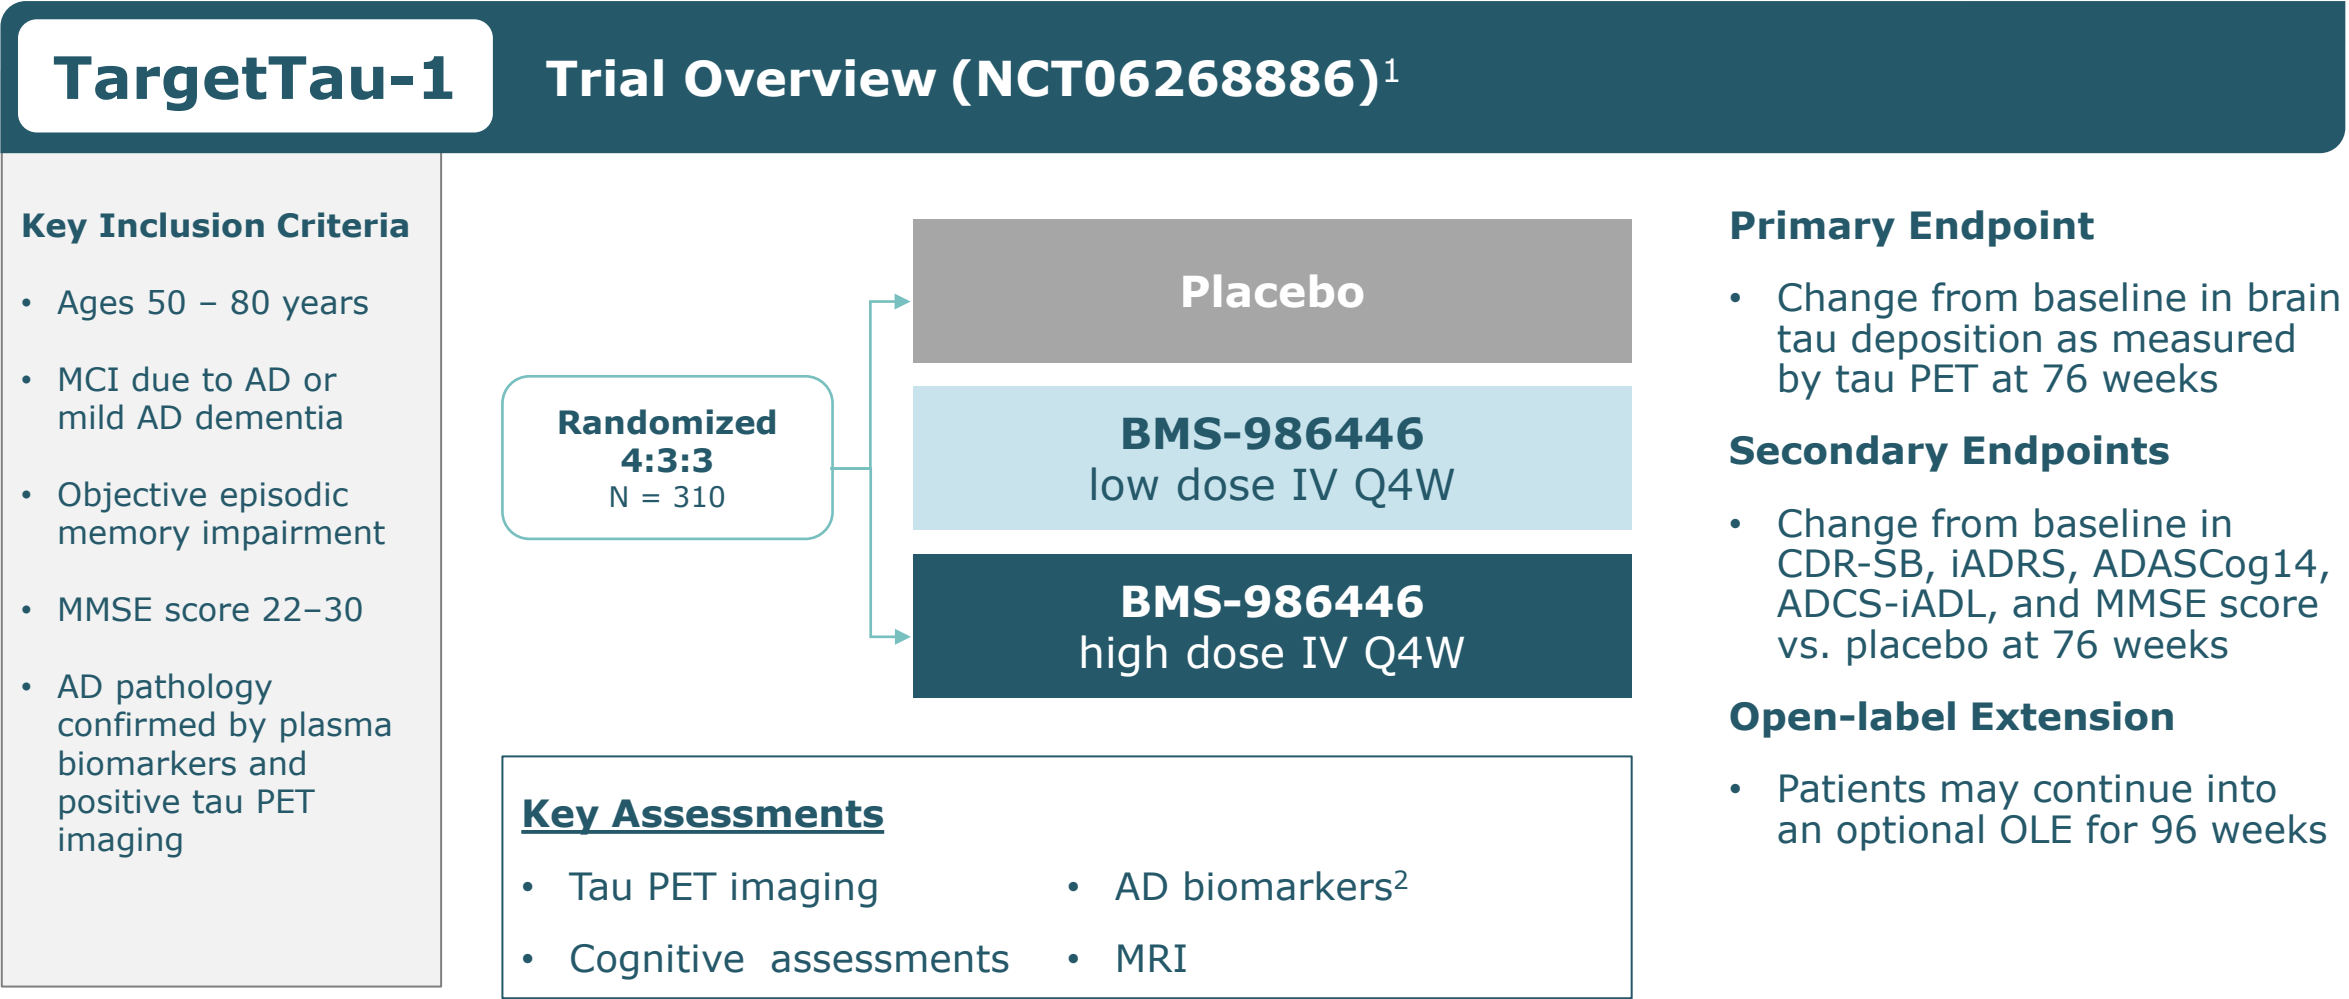 TargetTau-1
Trial Overview (NCT06268886)1
Key Inclusion Criteria
• Ages 50 – 80 years
• MCI due to AD or
mild AD dementia
• Objective episodic
memory impairment
• MMSE score 22–30
• AD pathology
confirmed by plasma
biomarkers and
positive tau PET
imaging
Randomized
4:3:3
N = 310
Placebo
BMS-986446
low dose IV Q4W
BMS-986446
high dose IV Q4W
Key Assessments
• Tau PET imaging
• Cognitive assessments
• AD biomarkers2
• MRI
Primary Endpoint
• Change from baseline in brain
tau deposition as measured
by tau PET at 76 weeks
Secondary Endpoints
• Change from baseline in
CDR-SB, iADRS, ADASCog14,
ADCS-iADL, and MMSE score
vs. placebo at 76 weeks
Open-label Extension
• Patients may continue into
an optional OLE for 96 weeks